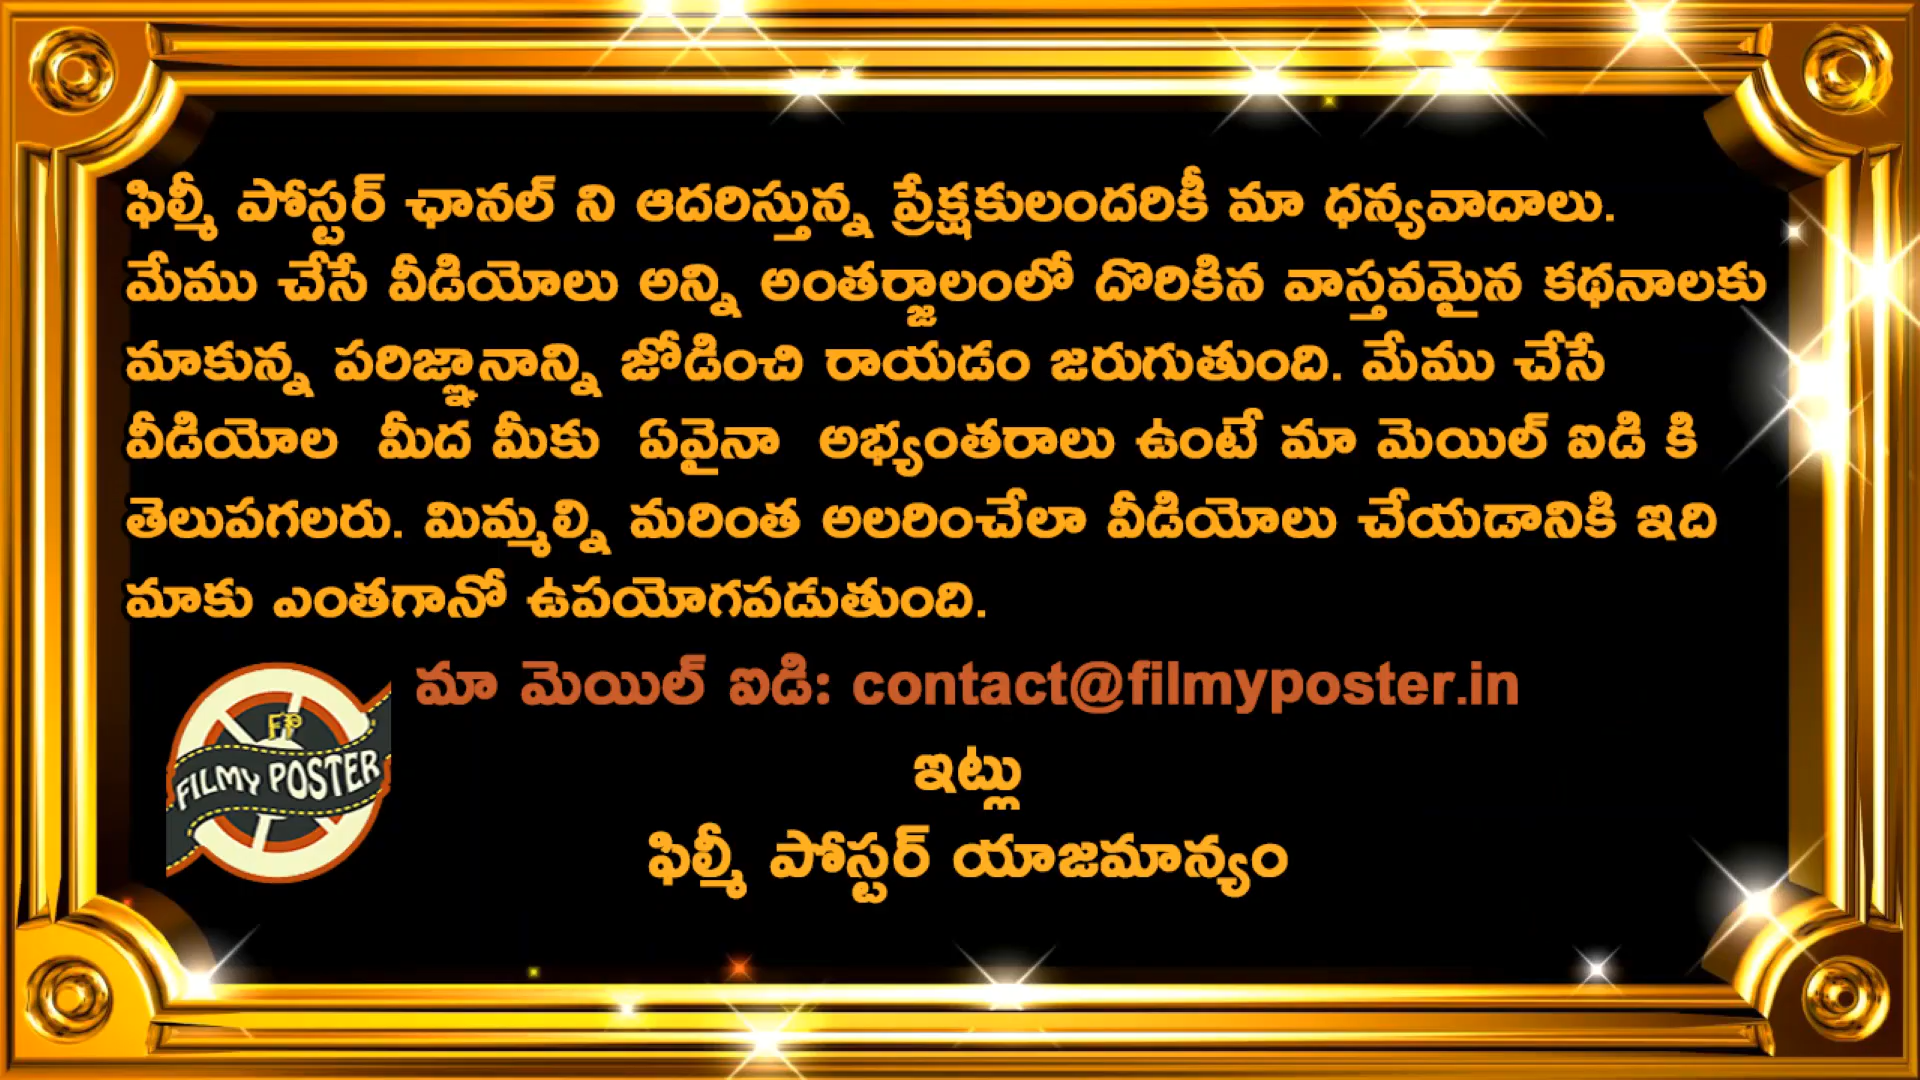 ఫిల్మీ పోస్టర్ ఛానల్ ని ఆదరిస్తున్న ప్రేక్షకులందరికీ మా ధన్యవాదాలు.
మేము చేసే వీడియోలు అన్ని అంతర్జాలంలో దొరికిన వాస్తవమైన కథనాలకు
మాకున్న పరిజ్ఞానాన్ని జోడించి రాయడం జరుగుతుంది. మేము చేసే
వీడియోల మీద మీకు ఏవైనా అభ్యంతరాలు ఉంటే మా మెయిల్ ఐడి కి
తెలుపగలరు. మిమ్మల్ని మరింత అలరించేలా వీడియోలు చేయడానికి ఇది
మాకు ఎంతగానో ఉపయోగపడుతుంది.
మా మెయిల్ ఐడి: contact@filmyposter.in
FP
FILMY POSTER
ఇట్లు
ఫిల్మీ పోస్టర్ యాజమాన్యం